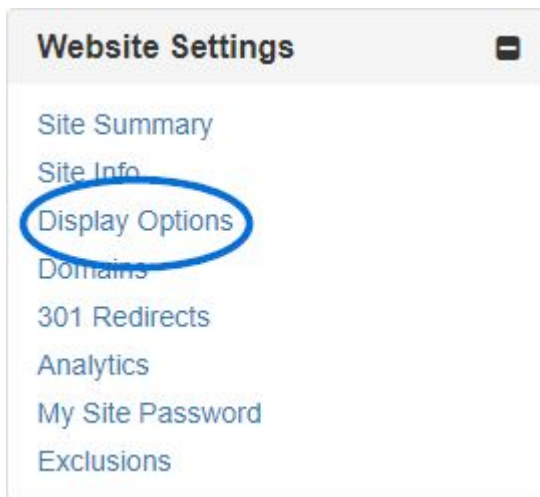 Website Settings
Site Summary
Site Info
Display Options
Domains
301 Redirects
Analytics
My Site Password
Exclusions